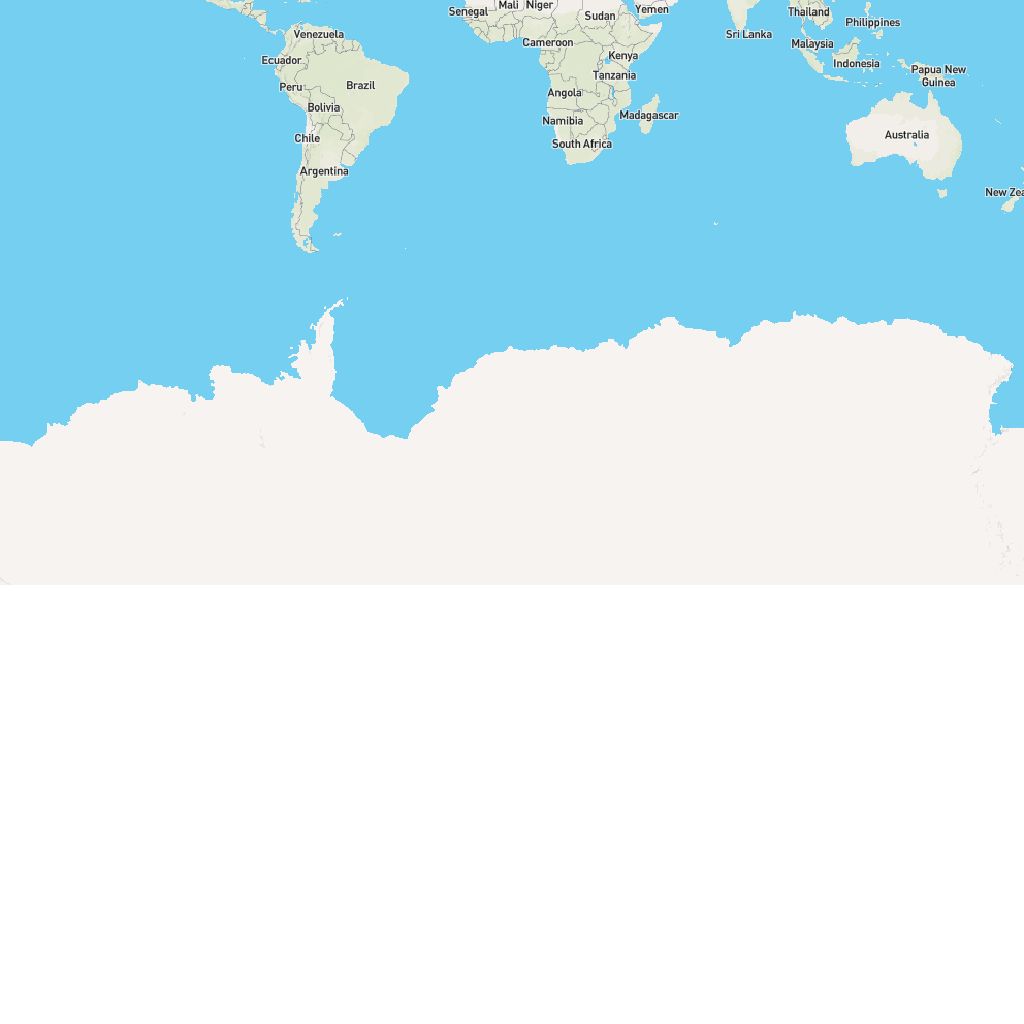 Senegal
Mali
Niger
Sudan
Yemen
Thailand
Philippines
Venezuela
Cameroon
Sri Lanka
Malaysia
Ecuador
Kenya
Indonesia
Papua New
Guinea
Peru
Brazil
Tanzania
Angola
Bolivia
Namibia
Madagascar
Chile
South Africa
Australia
Argentina
New Zea